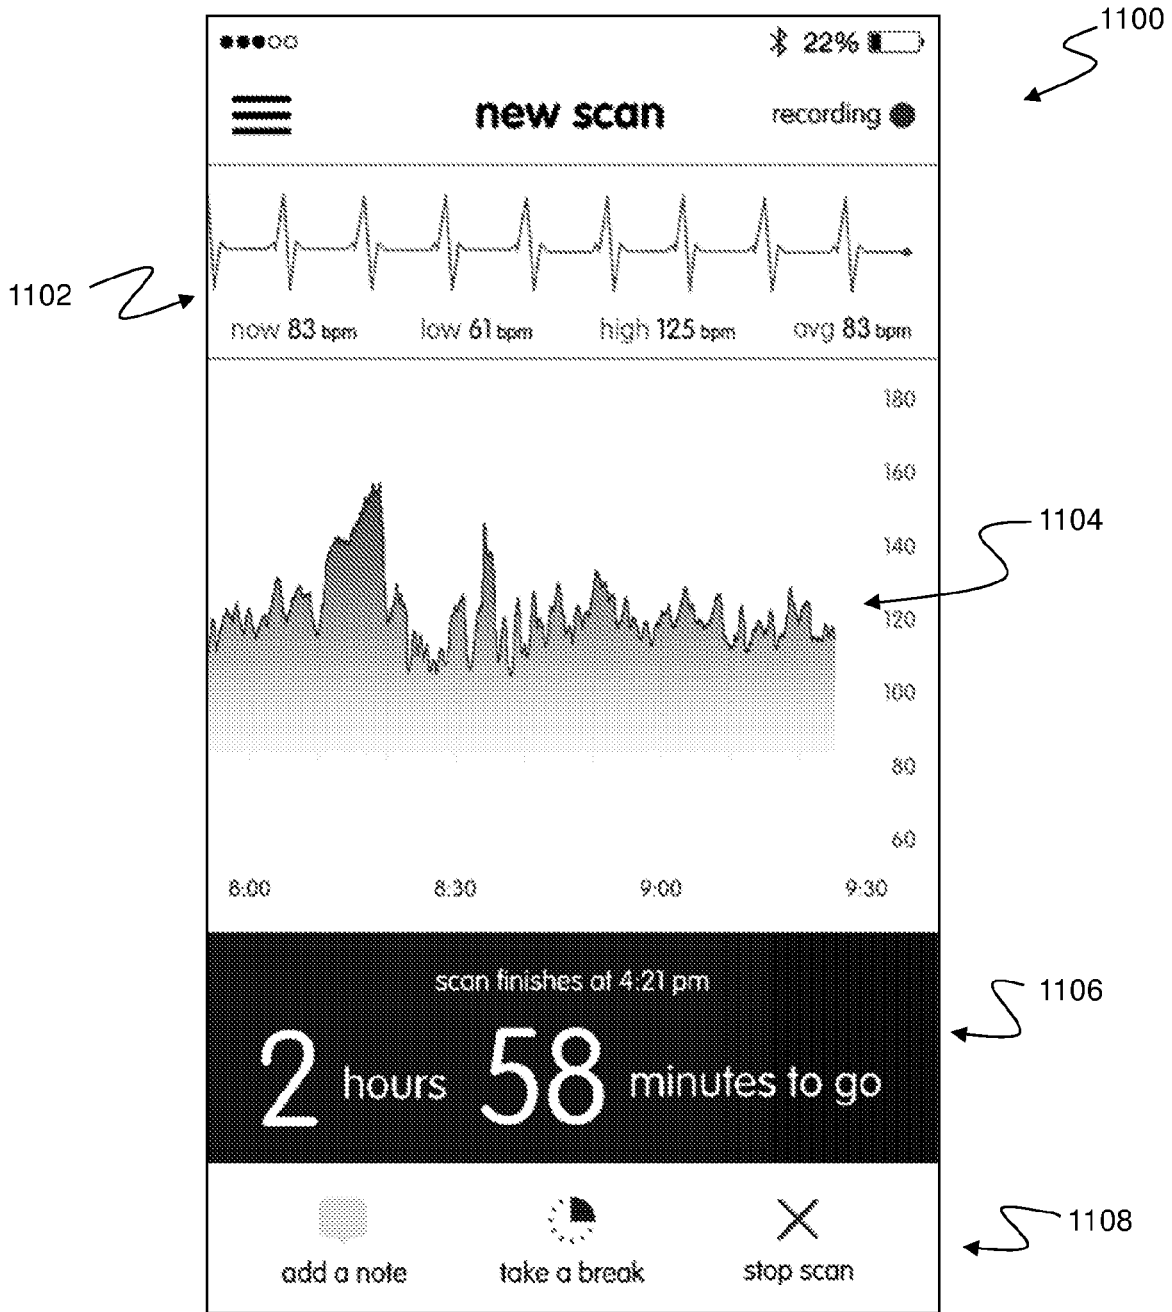 1100
22%
new scan
recording
1102
now 83 bpm low 61 bpm high 125 bpm avg 83 bpm
180
160
1104
140
120
100
80
60
8:00 8:30 9:00 9:30
scan finishes at 4:21 pm
1106
2 hours 58 minutes to go
1108
add a note take a break stop scan